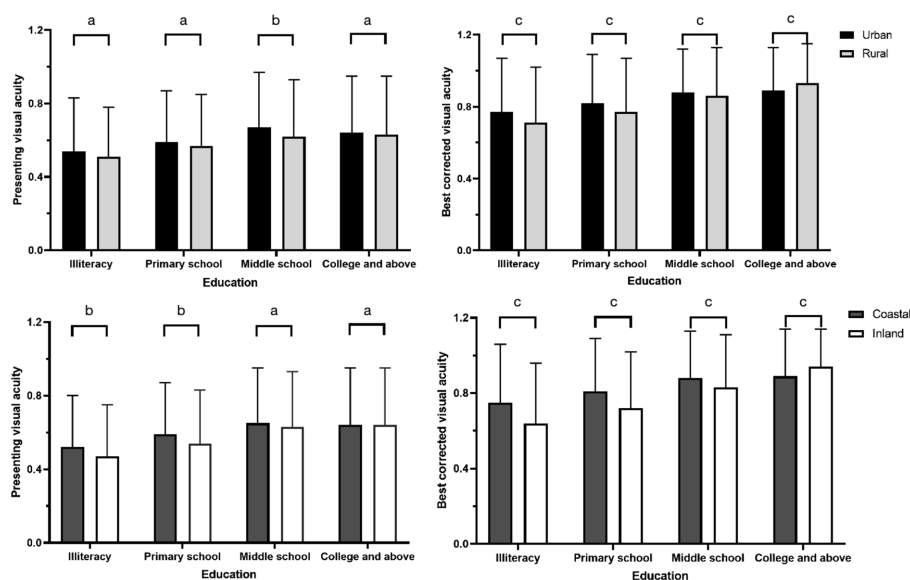 a a b a
Presenting visual acuity
1.2
0.8
0.4
0.0
Illiteracy Primary school Middle school College and above
Education
c c c c
Urban
Rural
Best corrected visual acuity
1.2
0.8
0.4
0.0
Illiteracy Primary school Middle school College and above
Education
b b a a
Presenting visual acuity
1.2
0.8
0.4
0.0
Illiteracy Primary school Middle school College and above
Education
c c c c
Coastal
Inland
Best corrected visual acuity
1.2
0.8
0.4
0.0
Illiteracy Primary school Middle school College and above
Education